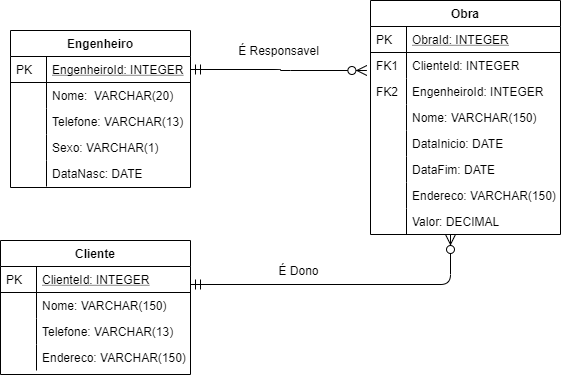 Engenheiro
PK EngenheiroId: INTEGER
Nome: VARCHAR(20)
Telefone: VARCHAR(13)
Sexo: VARCHAR(1)
DataNasc: DATE
É Responsavel
Obra
PK ObraId: INTEGER
FK1 ClienteId: INTEGER
FK2 EngenheiroId: INTEGER
Nome: VARCHAR(150)
DataInicio: DATE
DataFim: DATE
Endereco: VARCHAR(150)
Valor: DECIMAL
Cliente
PK ClienteId: INTEGER
Nome: VARCHAR(150)
Telefone: VARCHAR(13)
Endereco: VARCHAR(150)
É Dono